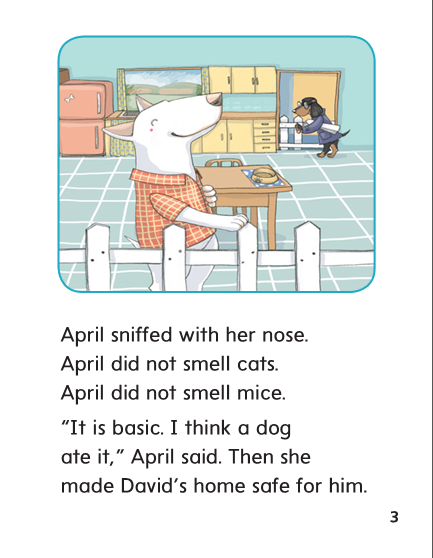 April sniffed with her nose.
April did not smell cats.
April did not smell mice.
“It is basic. I think a dog
ate it,” April said. Then she
made David’s home safe for him.
3